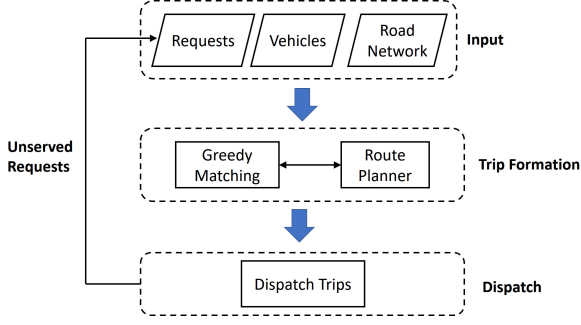 Requests
Vehicles
Road
Network
Input
Unserved
Requests
Greedy
Matching
Route
Planner
Trip Formation
Dispatch Trips
Dispatch